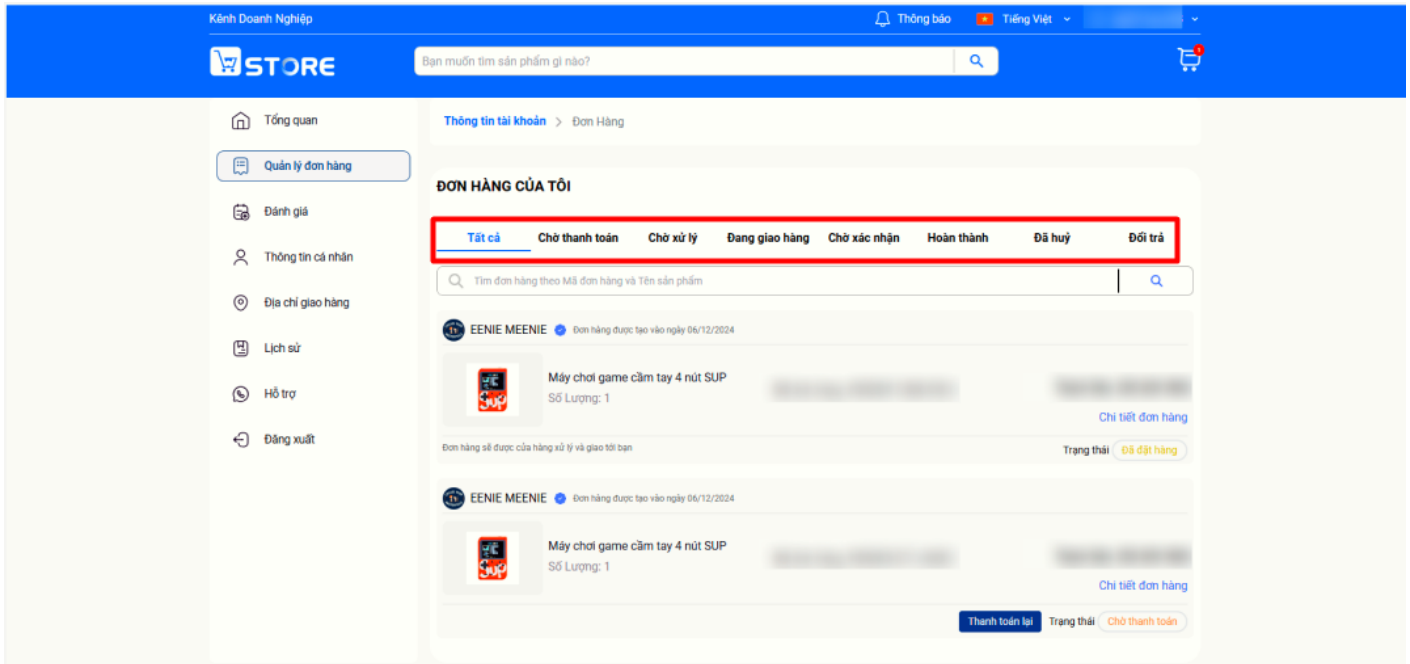 Kênh Doanh Nghiệp
Thông báo
Tiếng Việt
STORE
Bạn muốn tìm sản phẩm gì nào?
Tổng quan
Quản lý đơn hàng
Đánh giá
Thông tin cá nhân
Địa chỉ giao hàng
Lịch sử
Hỗ trợ
Đăng xuất
Thông tin tài khoản > Đơn Hàng
ĐƠN HÀNG CỦA TÔI
Tất cả Chờ thanh toán Chờ xử lý Đang giao hàng Chờ xác nhận Hoàn thành Đã huỷ Đổi trả
Tìm đơn hàng theo Mã đơn hàng và Tên sản phẩm
EENIE MEENIE Đơn hàng được tạo vào ngày 06/12/2024
Máy chơi game cầm tay 4 nút SUP
Số Lượng: 1
Chi tiết đơn hàng
Đơn hàng sẽ được cửa hàng xử lý và giao tới bạn
Trạng thái Đã đặt hàng
EENIE MEENIE Đơn hàng được tạo vào ngày 06/12/2024
Máy chơi game cầm tay 4 nút SUP
Số Lượng: 1
Chi tiết đơn hàng
Thanh toán lại Trạng thái Chờ thanh toán